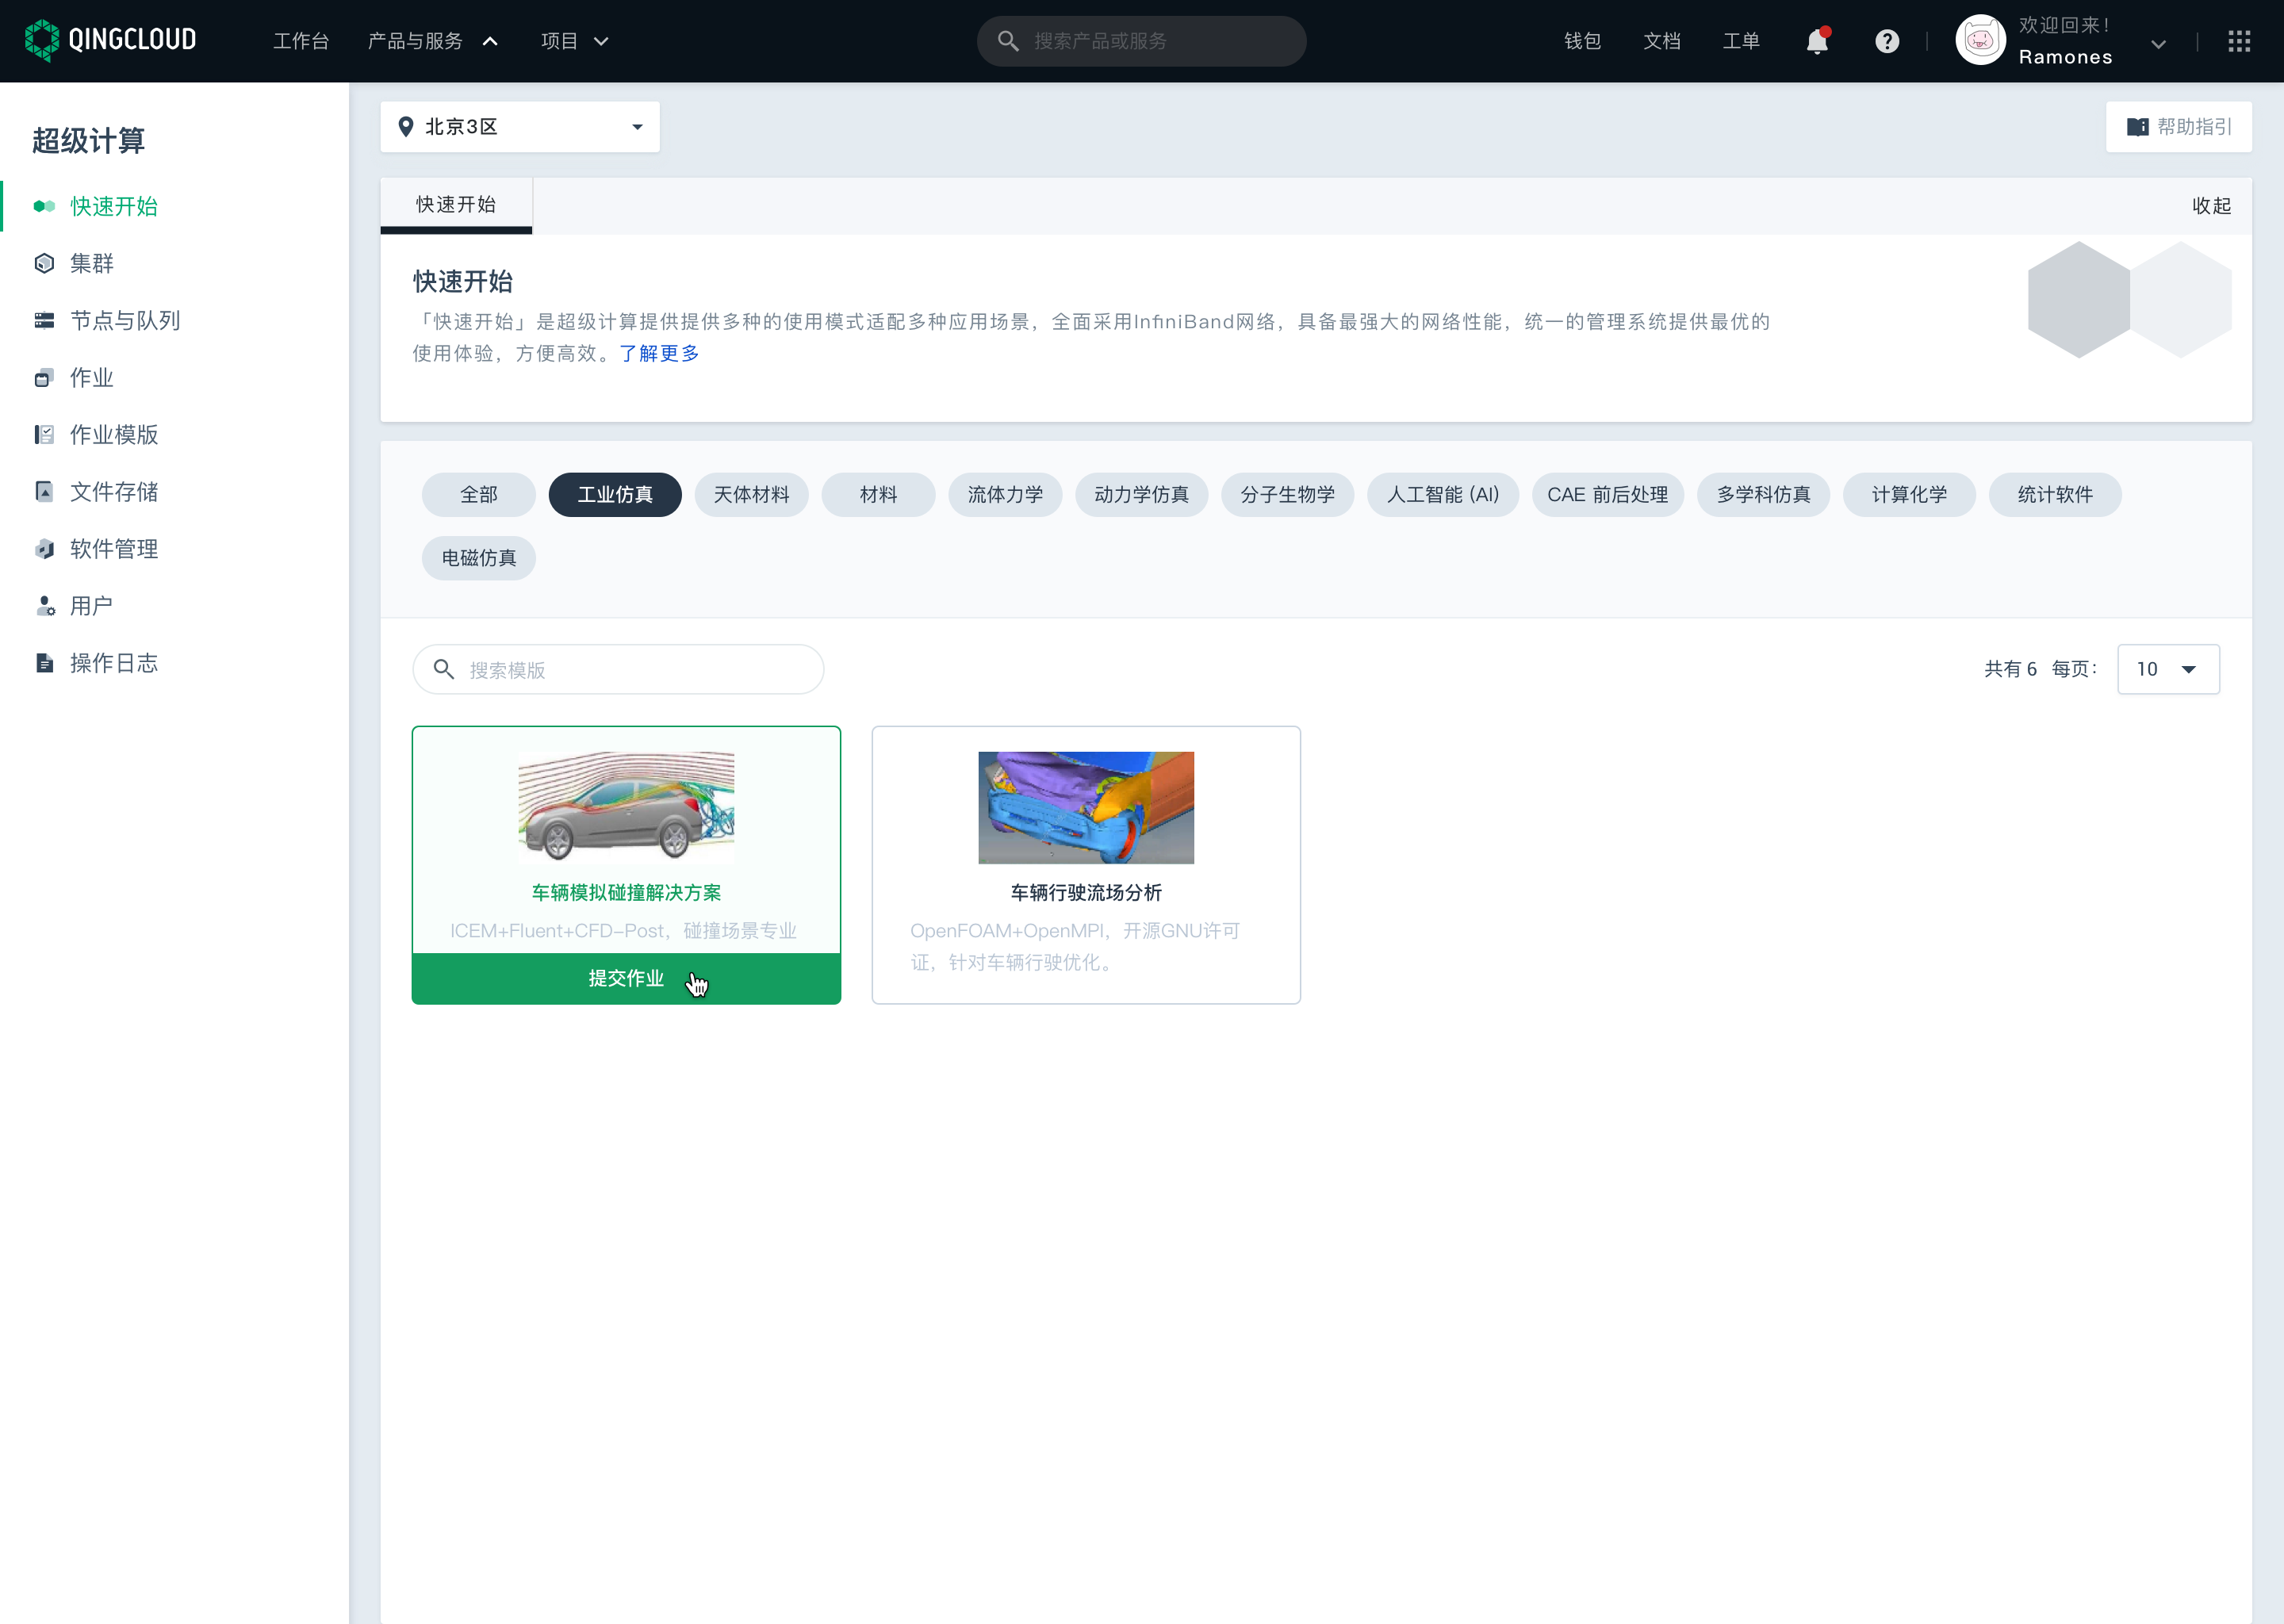 QINGCLOUD
工作台
产品与服务
项目
搜索产品或服务
钱包
文档
工单
欢迎回来!
Ramones
超级计算
快速开始
集群
节点与队列
作业
作业模版
文件存储
软件管理
用户
操作日志
北京3区
帮助指引
快速开始
收起
快速开始
「快速开始」是超级计算提供提供多种的使用模式适配多种应用场景，全面采用InfiniBand网络，具备最强大的网络性能，统一的管理系统提供最优的
使用体验，方便高效。了解更多
全部
工业仿真
天体材料
材料
流体力学
动力学仿真
分子生物学
人工智能 (AI)
CAE 前后处理
多学科仿真
计算化学
统计软件
电磁仿真
搜索模版
共有 6 每页：
10
车辆模拟碰撞解决方案
ICEM+Fluent+CFD-Post，碰撞场景专业
提交作业
车辆行驶流场分析
OpenFOAM+OpenMPI，开源GNU许可
证，针对车辆行驶优化。